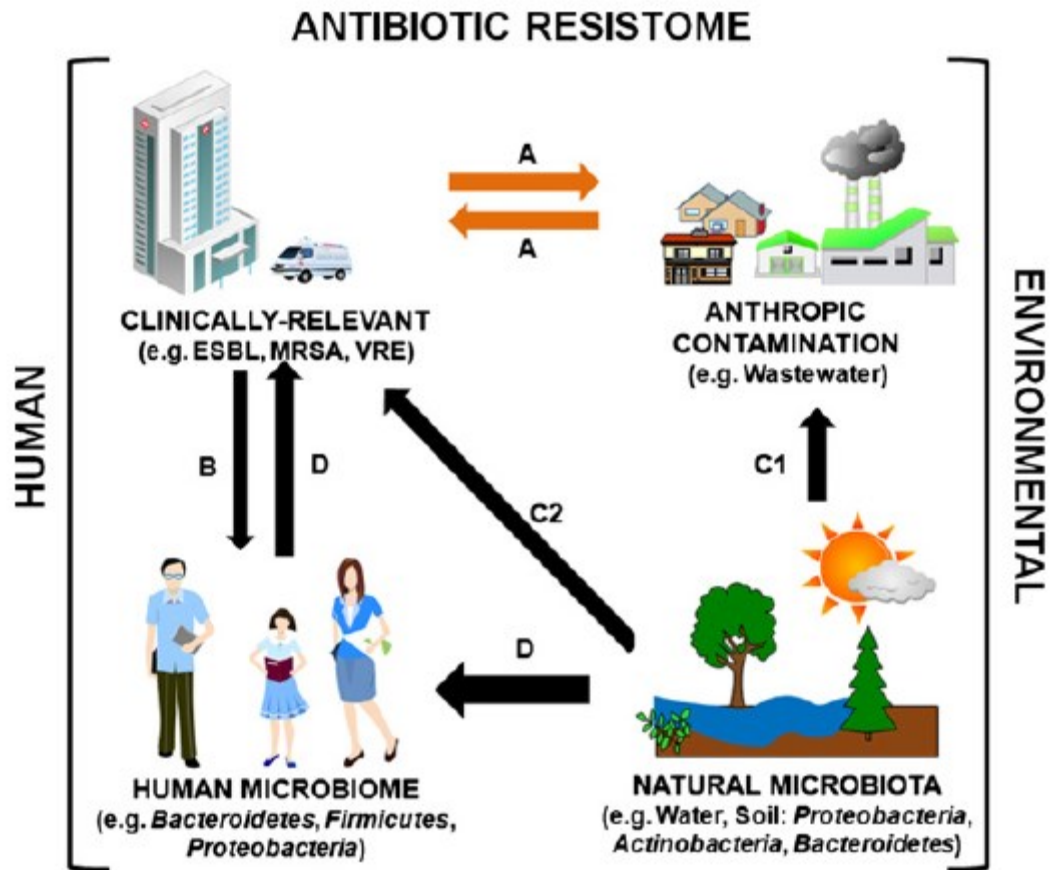 ANTIBIOTIC RESISTOME
HUMAN
A
A
CLINICALLY-RELEVANT
(e.g. ESBL, MRSA, VRE)
ANTHROPIC
CONTAMINATION
(e.g. Wastewater)
ENVIRONMENTAL
B
D
C2
C1
D
HUMAN MICROBIOME
(e.g. Bacteroidetes, Firmicutes,
Proteobacteria)
NATURAL MICROBIOTA
(e.g. Water, Soil: Proteobacteria,
Actinobacteria, Bacteroidetes)